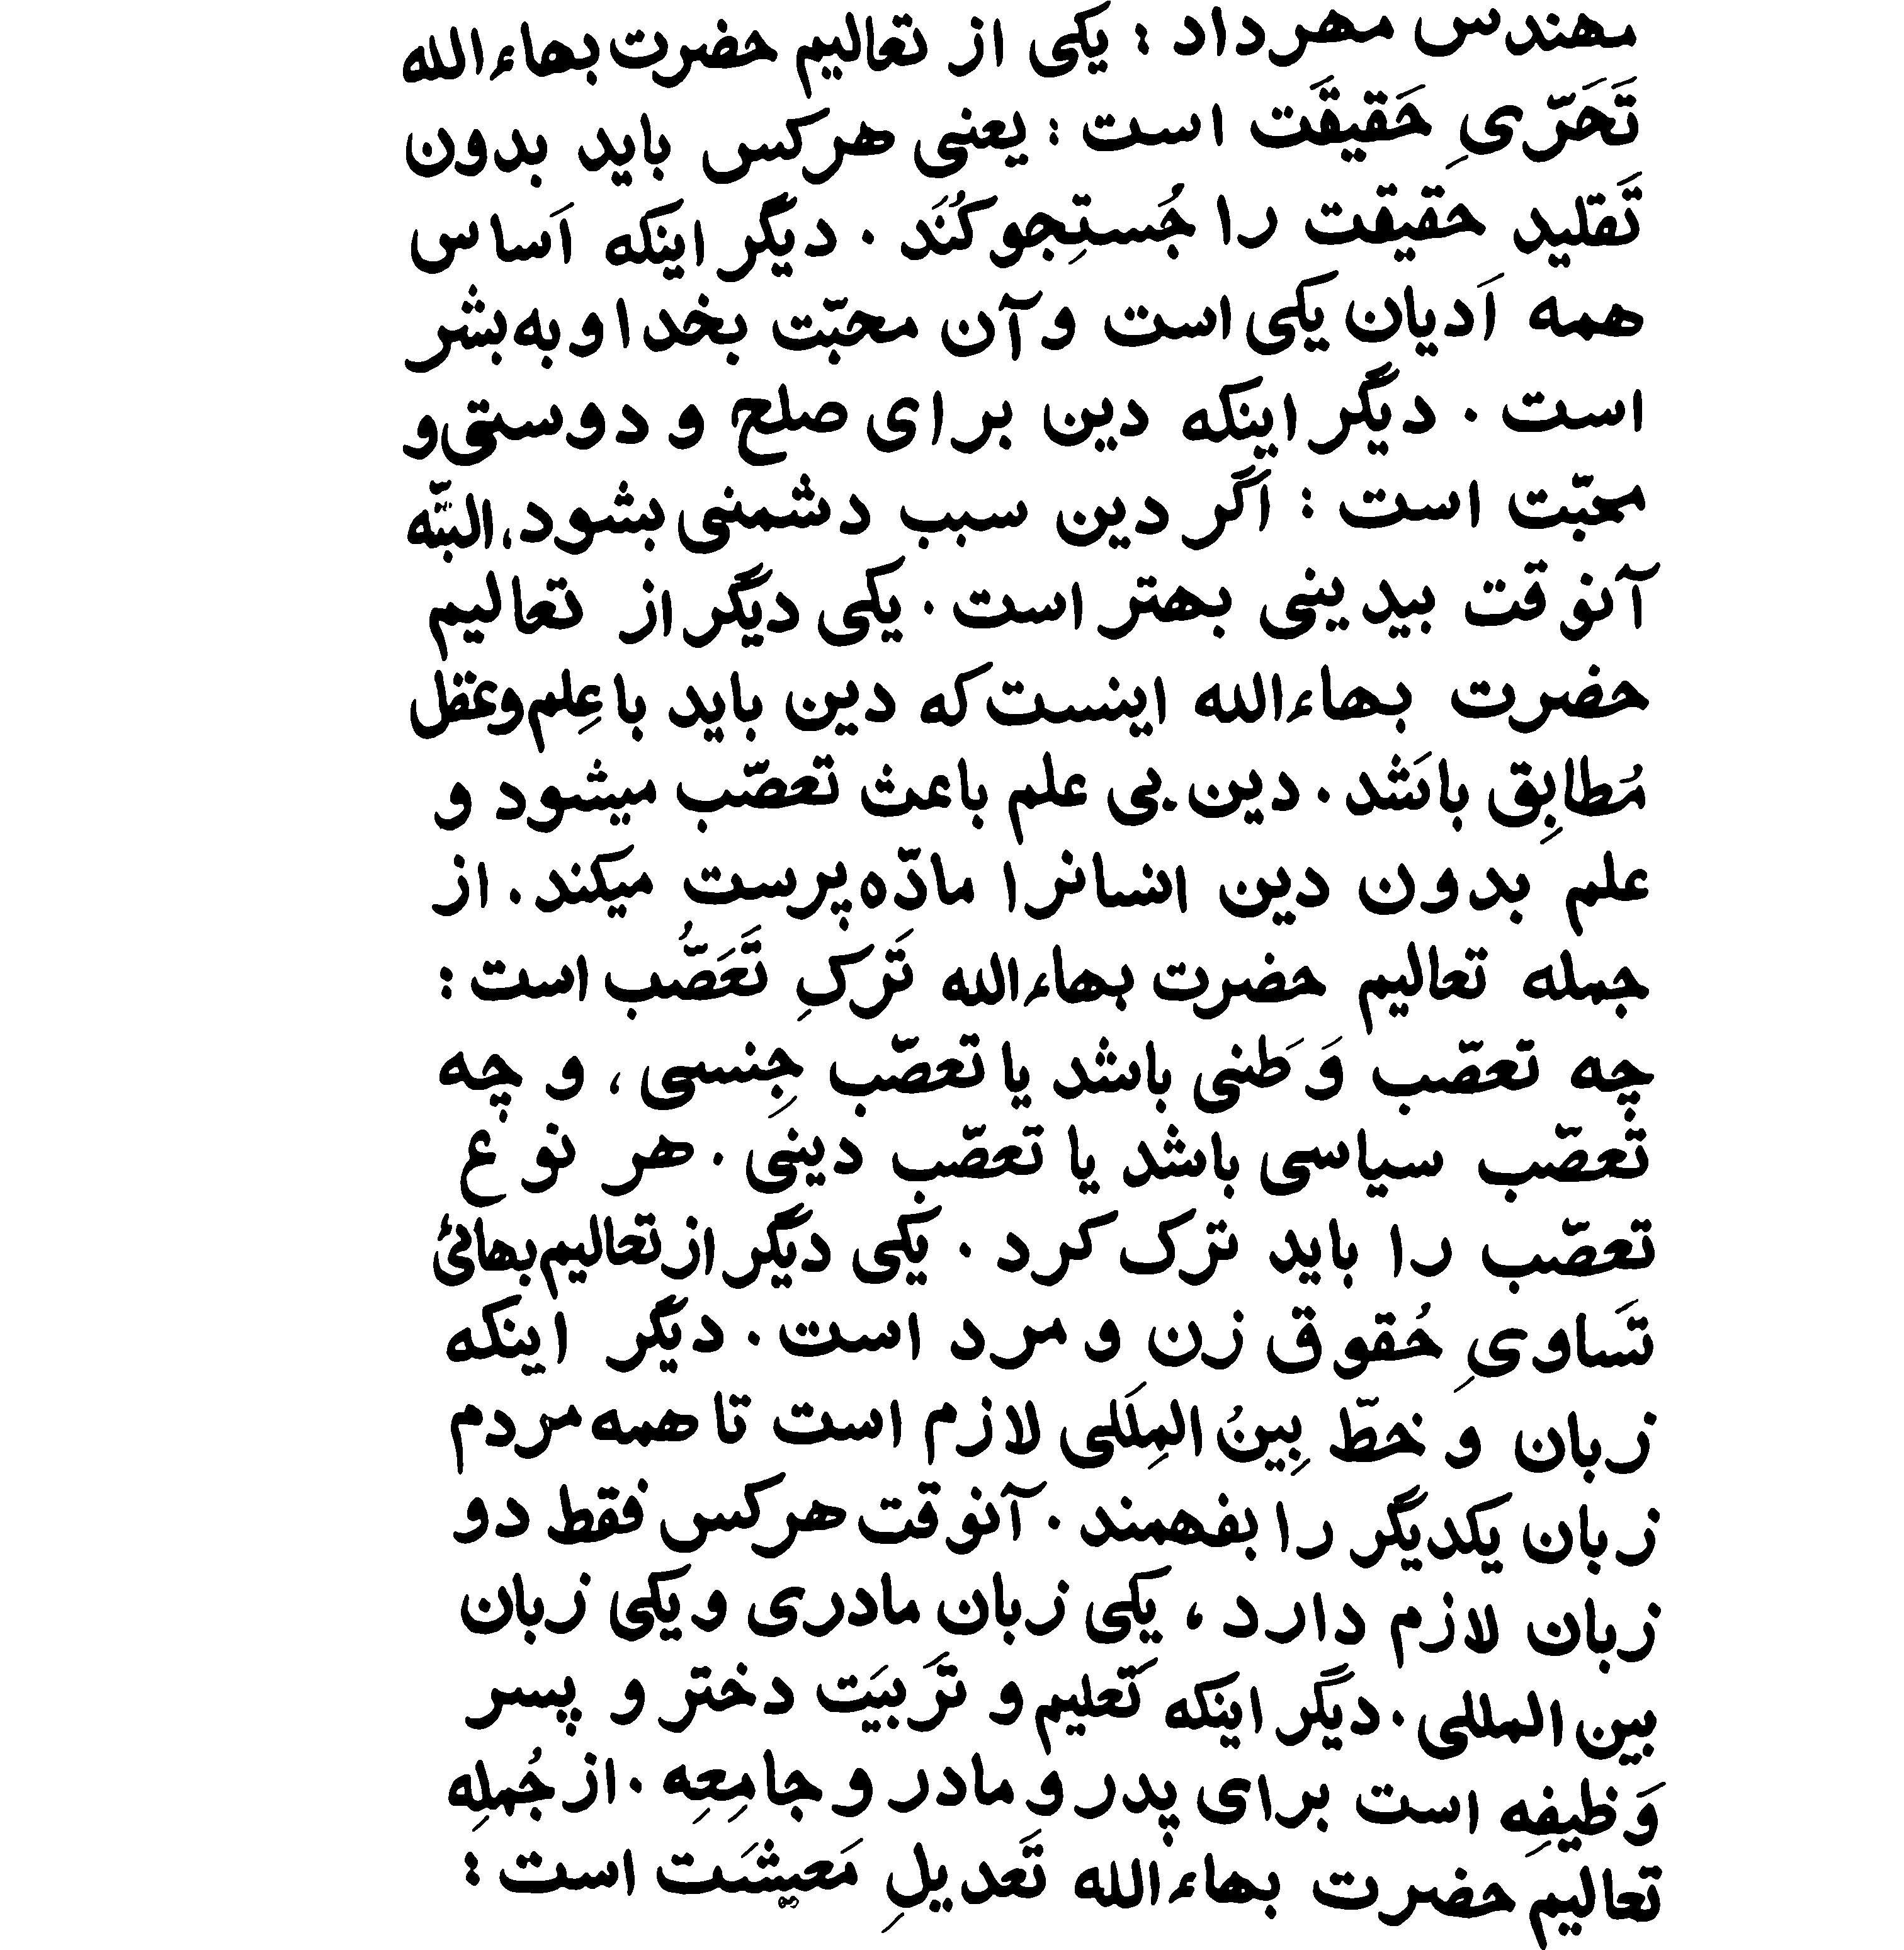 مهندس مهرداد : یکی از تعالیم حضرت بهاءالله
تَحَرّیِ حَقیقَت است : یعنی هرکس باید بدون
تَقلید حقیقت را جُستِجو کُنَد . دیگر اینکه اَساس
همه اَدیان یکی است و آن محبّت بخدا و به بشر
است . دیگر اینکه دین برای صلح و دوستی و
محبّت است : اگر دین سبب دشمنی بشود، البتّه
آنوقت بیدینی بهتر است . یکی دیگر از تعالیم
حضرت بهاءالله اینست که دین باید با عِلم و عقل
مُطابِق باشَد . دین بی علم باعث تعصّب میشود و
علم بدون دین انسانرا مادّه پرست میکند . از
جمله تعالیم حضرت بهاءالله تَرکِ تَعَصُّب است :
چه تعصّب وَطَنی باشد یا تعصّب جِنسی ، و چه
تعصّب سیاسی باشد یا تعصّب دینی . هر نوع
تعصّب را باید ترک کرد . یکی دیگر از تعالیم بهائی
تَساویِ حُقوق زن و مرد است . دیگر اینکه
زبان و خطّ بِینُ المِلَلی لازم است تا همه مردم
زبان یکدیگر را بفهمند . آنوقت هرکس فقط دو
زبان لازم دارد ، یکی زبان مادری و یکی زبان
بین المللی . دیگر اینکه تَعلیم و تَربیَت دختر و پسر
وَظیفِه است برای پدر و مادر و جامِعِه . از جُملِه
تعالیم حضرت بهاءالله تَعدیلِ مَعیشَت است :